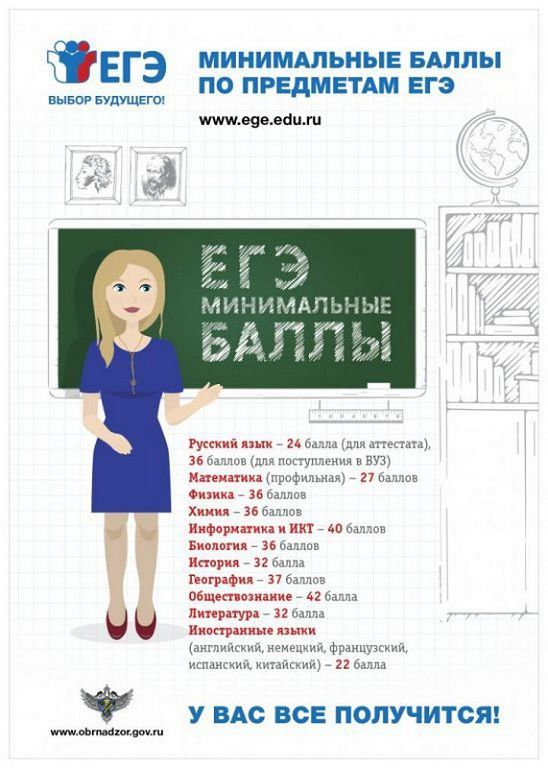 ЕГЭ
ВЫБОР БУДУЩЕГО!
МИНИМАЛЬНЫЕ БАЛЛЫ
ПО ПРЕДМЕТАМ ЕГЭ
www.ege.edu.ru
ЕГЭ
МИНИМАЛЬНЫЕ
БАЛЛЫ
Русский язык – 24 балла (для аттестата),
36 баллов (для поступления в ВУЗ)
Математика (профильная) – 27 баллов
Физика – 36 баллов
Химия – 36 баллов
Информатика и ИКТ – 40 баллов
Биология – 36 баллов
История – 32 балла
География – 37 баллов
Обществознание – 42 балла
Литература – 32 балла
Иностранные языки
(английский, немецкий, французский,
испанский, китайский) – 22 балла
www.obrnadzor.gov.ru
У ВАС ВСЕ ПОЛУЧИТСЯ!